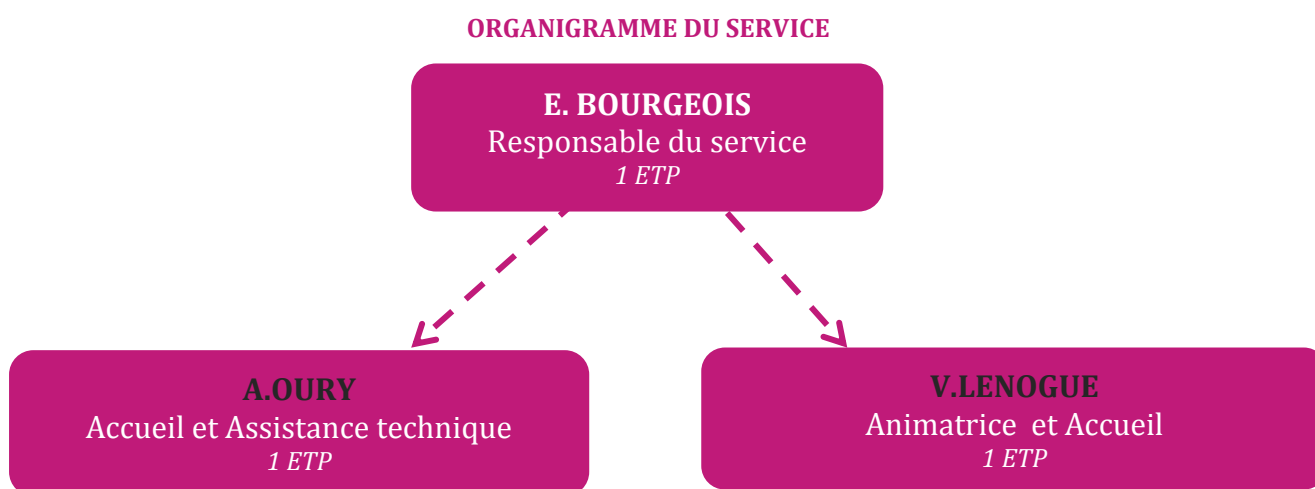 ORGANIGRAMME DU SERVICE
E. BOURGEOIS
Responsable du service
1 ETP
A.OURY
Accueil et Assistance technique
1 ETP
V.LENOGUE
Animatrice et Accueil
1 ETP